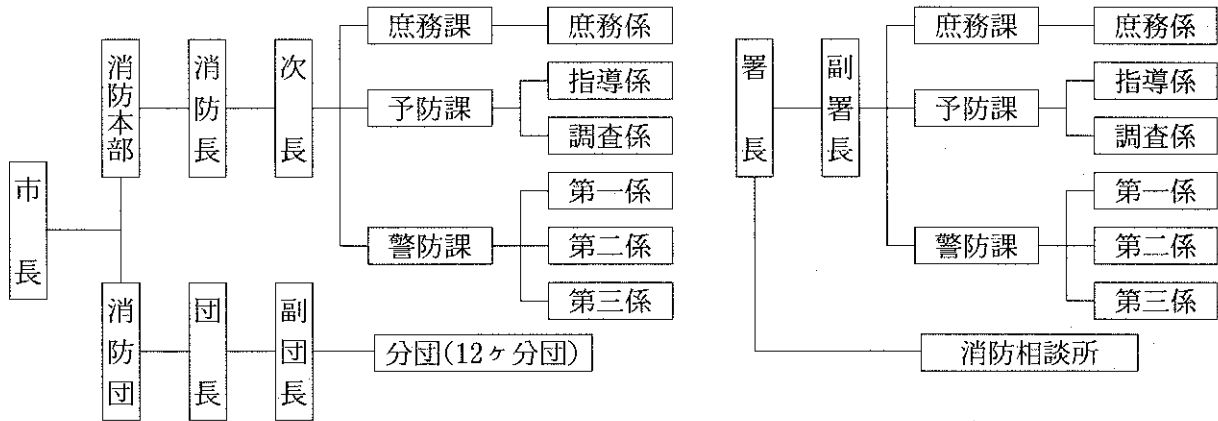 市長
消防本部
消防長
次長
庶務課
庶務係
予防課
指導係
調査係
警防課
第一係
第二係
第三係
消防団
団長
副団長
分団(12ヶ分団)
署長
副署長
庶務課
庶務係
予防課
指導係
調査係
警防課
第一係
第二係
第三係
消防相談所